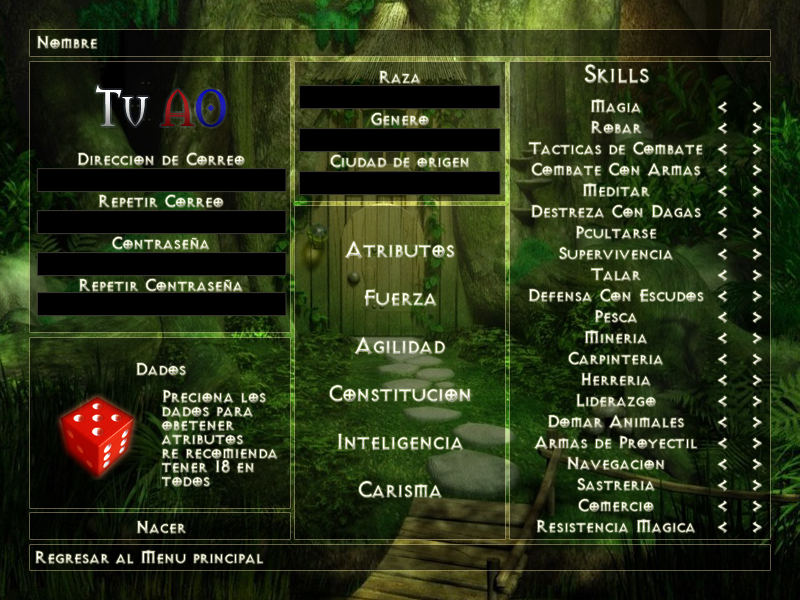 Nombre
Tu AO
Direccion de Correo
Repetir Correo
Contraseña
Repetir Contraseña
Dados
Preciona los
dados para
obetener
atributos
re recomienda
tener 18 en
todos
Nacer
Regresar al Menu principal
Raza
Genero
Ciudad de origen
Atributos
Fuerza
Agilidad
Constitucion
Inteligencia
Carisma
Skills
Magia < >
Robar < >
Tacticas de Combate < >
Combate Con Armas < >
Meditar < >
Destreza Con Dagas < >
Pcultarse < >
Supervivencia < >
Talar < >
Defensa Con Escudos < >
Pesca < >
Mineria < >
Carpinteria < >
Herreria < >
Liderazgo < >
Domar Animales < >
Armas de Proyectil < >
Navegacion < >
Sastreria < >
Comercio < >
Resistencia Magica < >